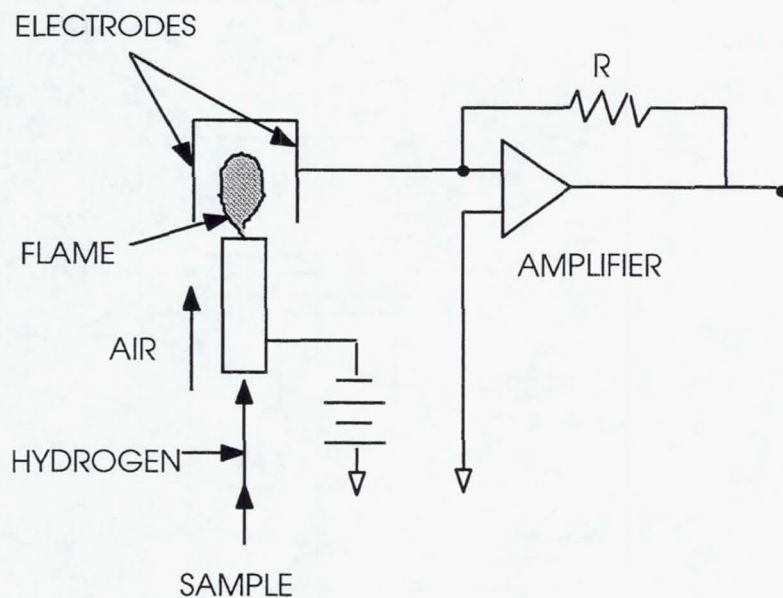 ELECTRODES
R
FLAME
AMPLIFIER
AIR
HYDROGEN
SAMPLE